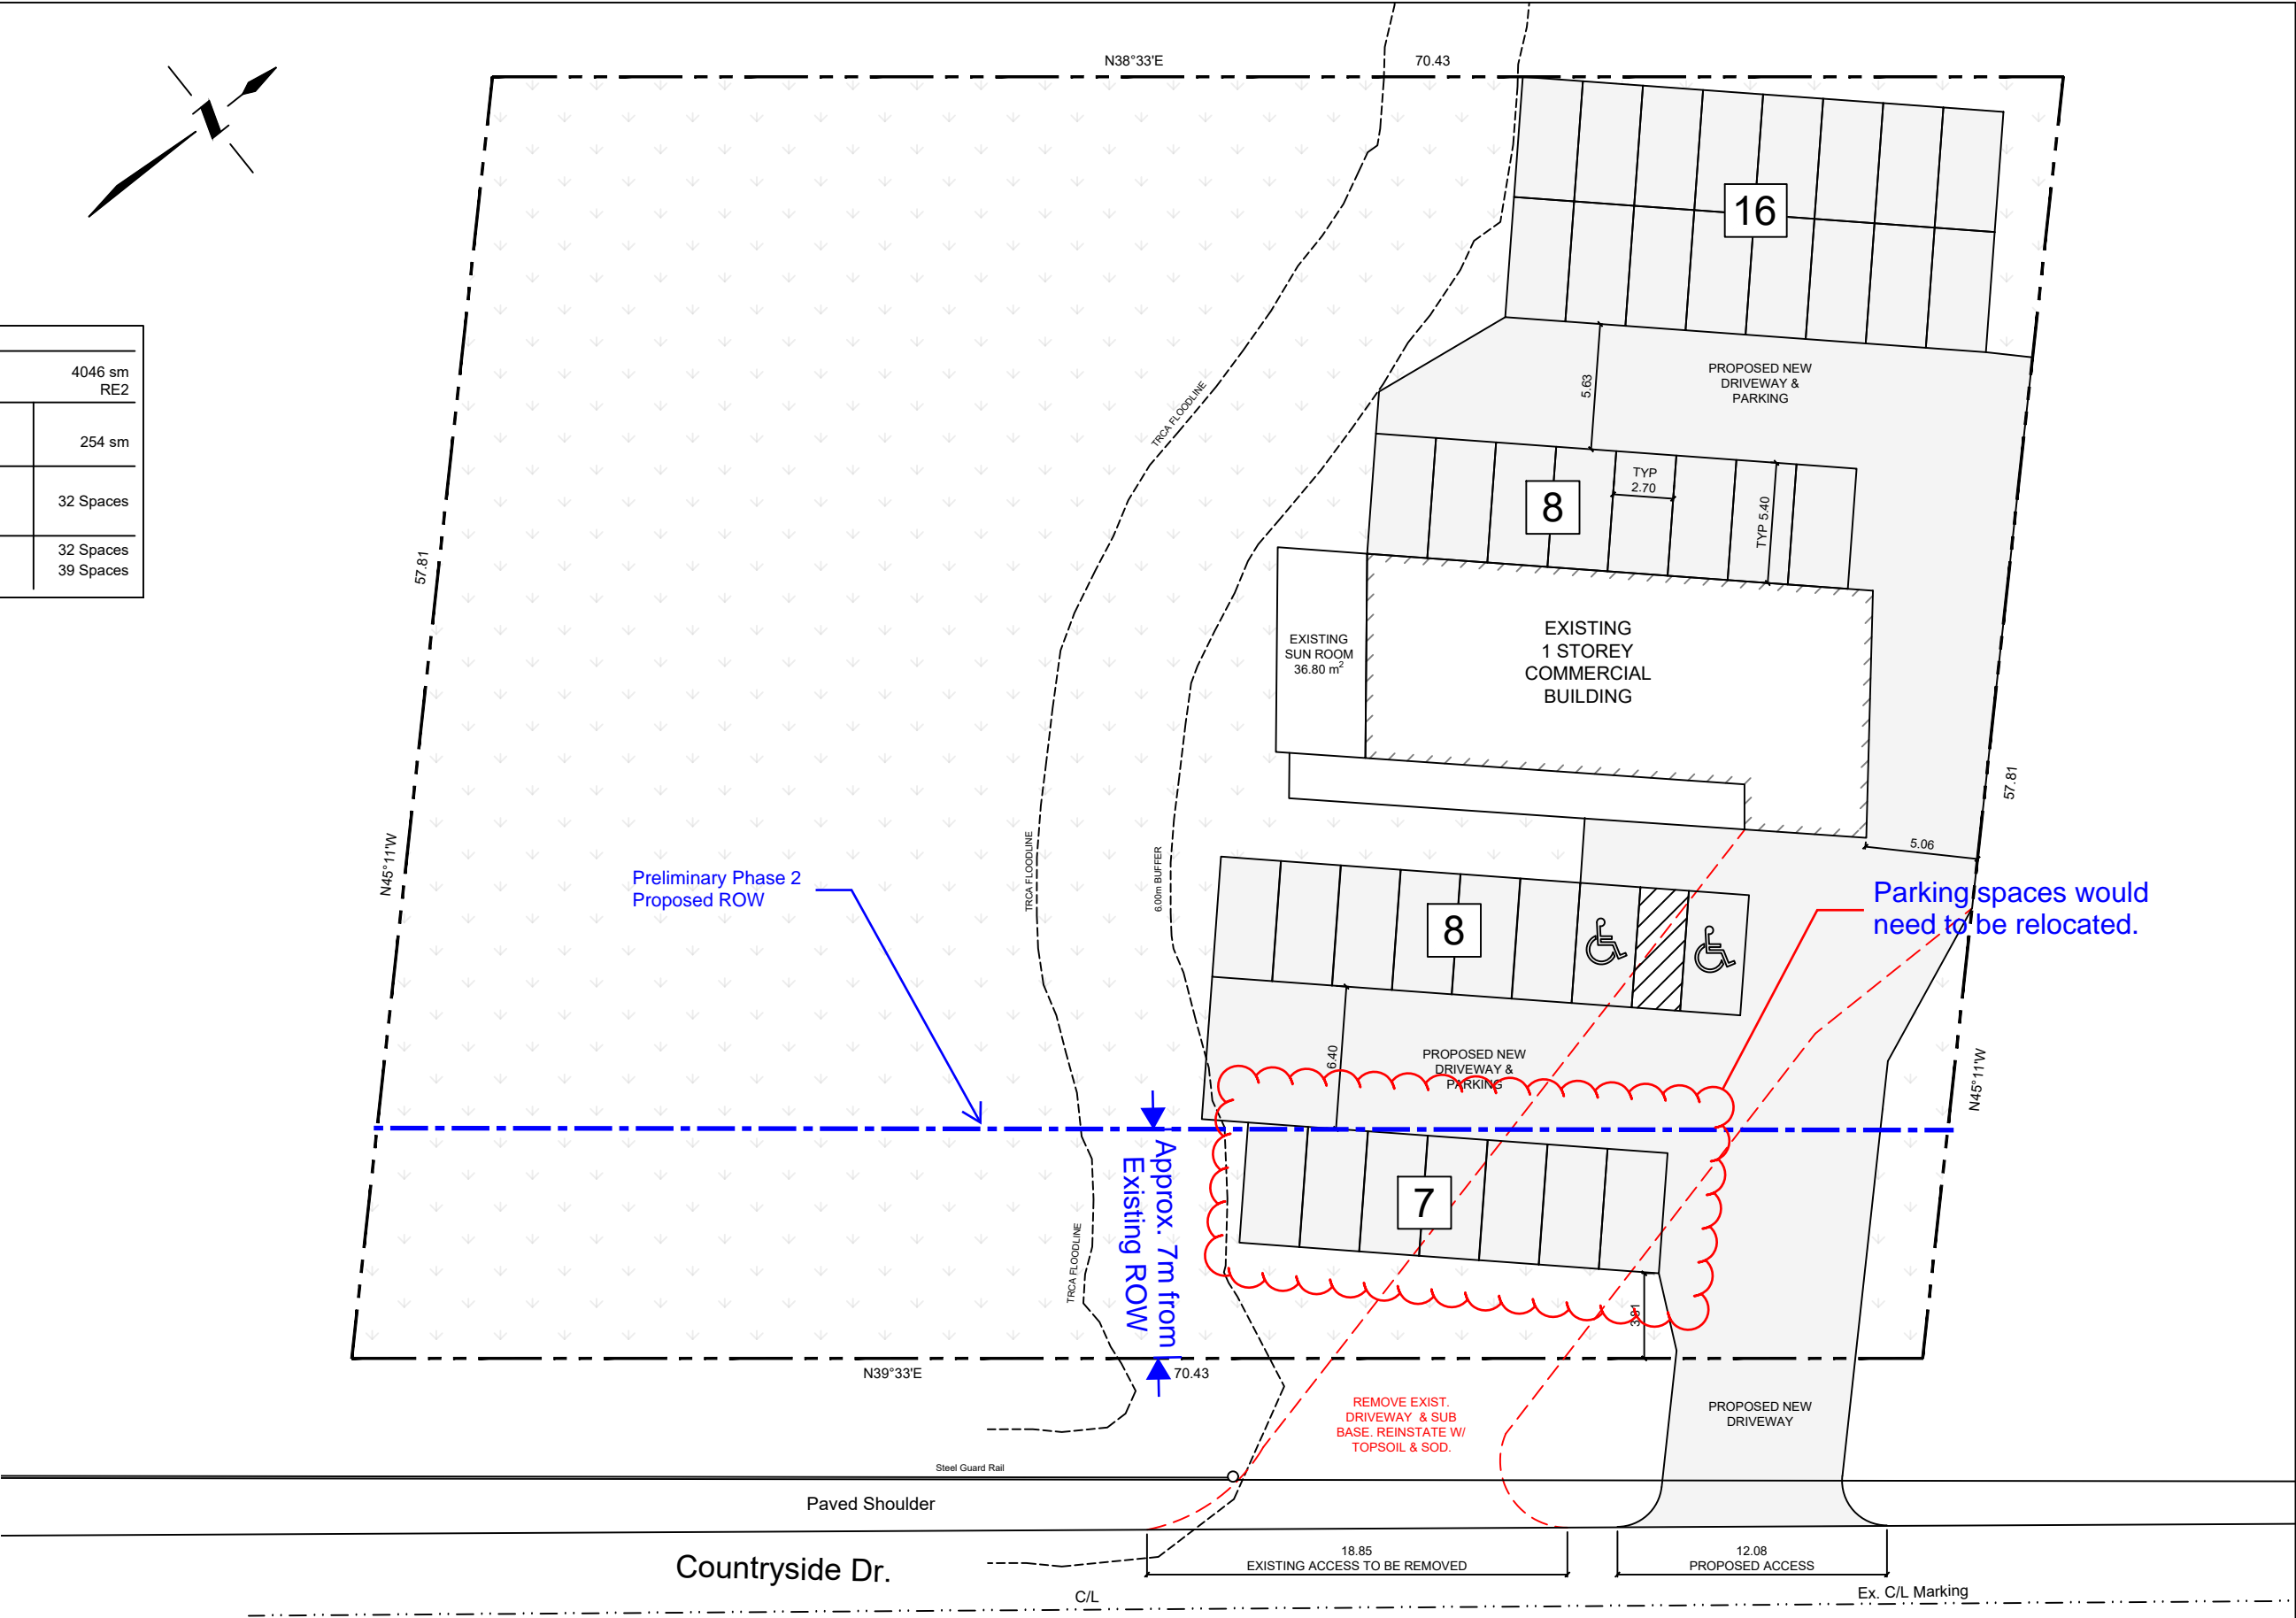 N38°33'E
70.43
16
4046 sm
RE2
254 sm
32 Spaces
32 Spaces
39 Spaces
PROPOSED NEW
DRIVEWAY &
PARKING
5.63
TRCA FLOODLINE
TYP
2.70
TYP 5.40
8
57.81
EXISTING
SUN ROOM
36.80 m²
EXISTING
1 STOREY
COMMERCIAL
BUILDING
57.81
5.06
N45°11'W
Preliminary Phase 2
Proposed ROW
TRCA FLOODLINE
6.00m BUFFER
8
Parking spaces would
need to be relocated.
6.40
PROPOSED NEW
DRIVEWAY &
PARKING
N45°11'W
Approx. 7m from
Existing ROW
7
TRCA FLOODLINE
3.81
N39°33'E
70.43
REMOVE EXIST.
DRIVEWAY & SUB
BASE. REINSTATE W/
TOPSOIL & SOD.
PROPOSED NEW
DRIVEWAY
Steel Guard Rail
Paved Shoulder
Countryside Dr.
18.85
EXISTING ACCESS TO BE REMOVED
12.08
PROPOSED ACCESS
C/L
Ex. C/L Marking